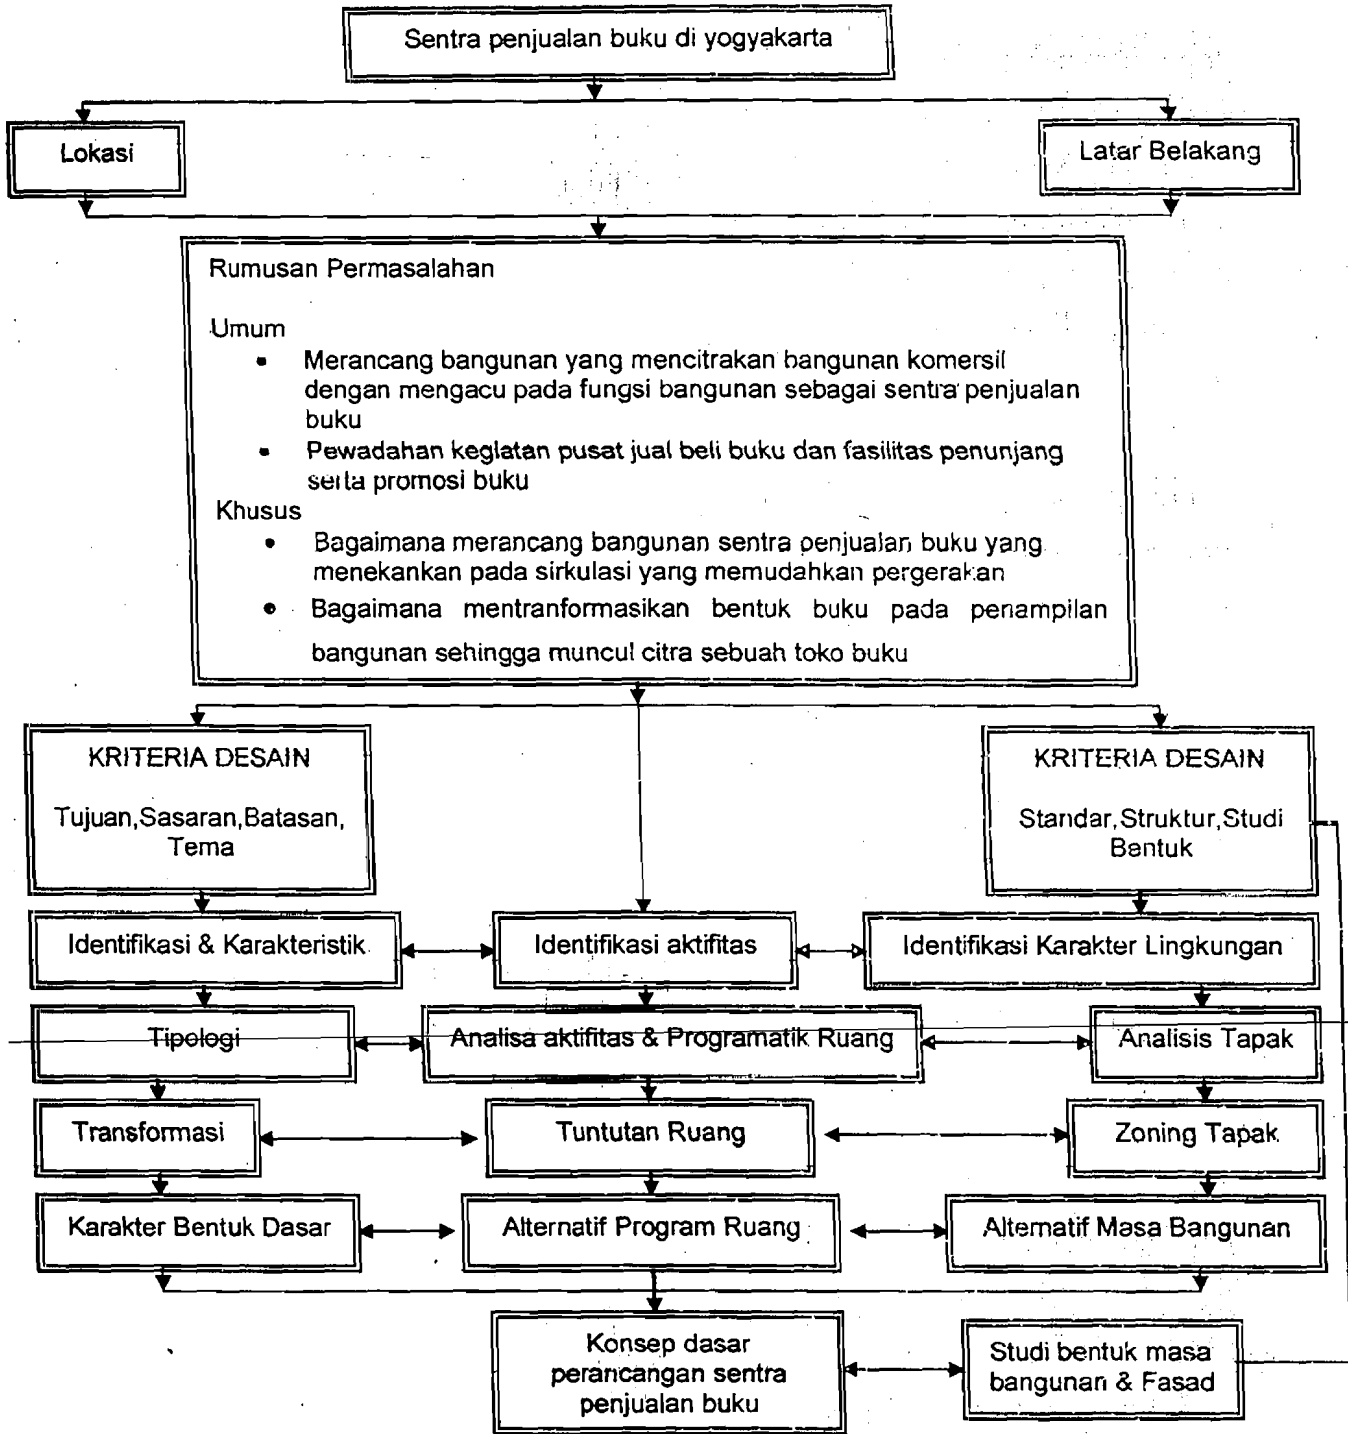 Sentra penjualan buku di yogyakarta
Lokasi
Latar Belakang
Rumusan Permasalahan
Umum
• Merancang bangunan yang mencitrakan bangunan komersil
dengan mengacu pada fungsi bangunan sebagai sentra penjualan
buku
• Pewadahan kegiatan pusat jual beli buku dan fasilitas penunjang
serta promosi buku
Khusus
• Bagaimana merancang bangunan sentra penjualan buku yang
menekankan pada sirkulasi yang memudahkan pergerakan
• Bagaimana mentranformasikan bentuk buku pada penampilan
bangunan sehingga muncul citra sebuah toko buku
KRITERIA DESAIN
Tujuan,Sasaran,Batasan,
Tema
KRITERIA DESAIN
Standar,Struktur,Studi
Bentuk
Identifikasi & Karakteristik
Identifikasi aktifitas
Identifikasi Karakter Lingkungan
Tipologi
Analisa aktifitas & Programatik Ruang
Analisis Tapak
Transformasi
Tuntutan Ruang
Zoning Tapak
Karakter Bentuk Dasar
Alternatif Program Ruang
Alternatif Masa Bangunan
Konsep dasar
perancangan sentra
penjualan buku
Studi bentuk masa
bangunan & Fasad